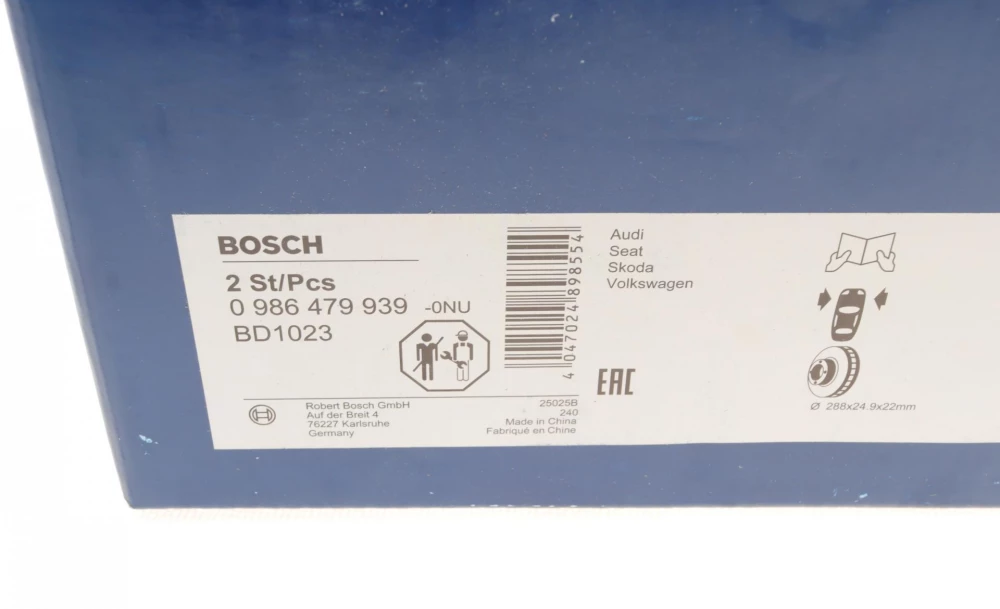 BOSCH
2 St/Pcs
0 986 479 939 -0NU
BD1023
Robert Bosch GmbH
Auf der Breit 4
76227 Karlsruhe
Germany
25025B
240
Made in China
Fabriqué en Chine
4 047024 898554
Audi
Seat
Skoda
Volkswagen
EAC
Ø 288x24.9x22mm